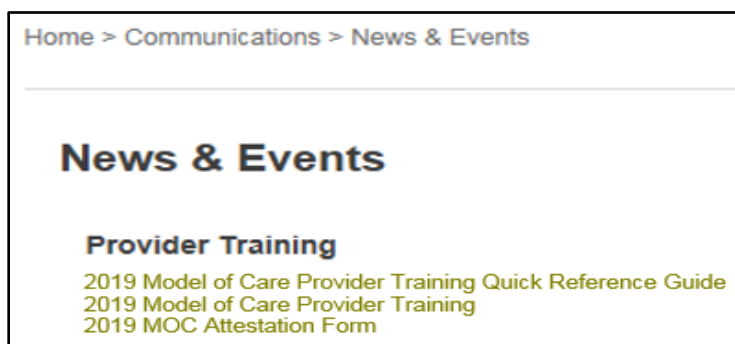 Home > Communications > News & Events
News & Events
Provider Training
2019 Model of Care Provider Training Quick Reference Guide
2019 Model of Care Provider Training
2019 MOC Attestation Form